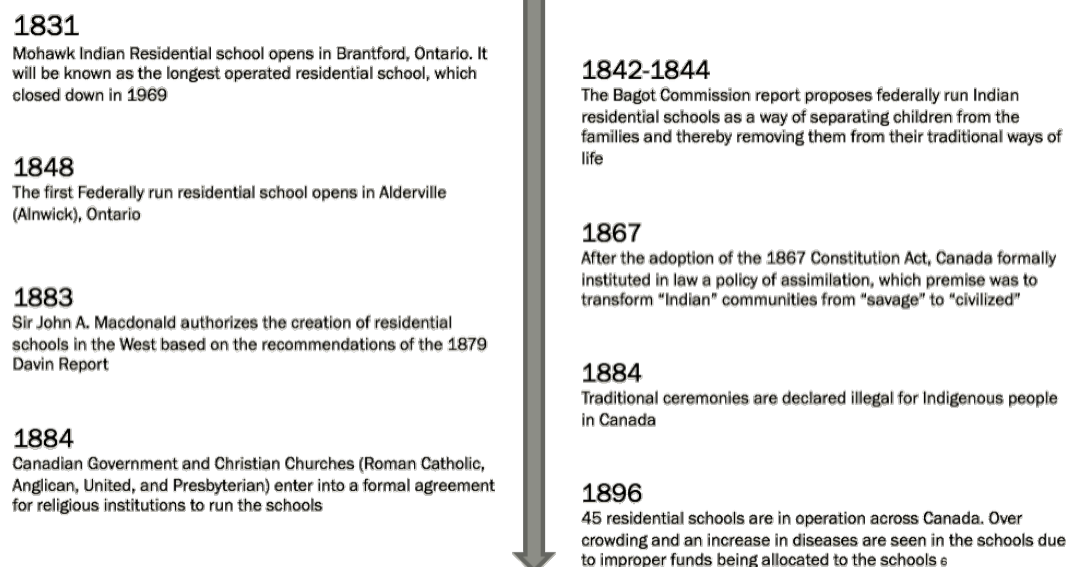 1831
Mohawk Indian Residential school opens in Brantford, Ontario. It
will be known as the longest operated residential school, which
closed down in 1969
1842-1844
The Bagot Commission report proposes federally run Indian
residential schools as a way of separating children from the
families and thereby removing them from their traditional ways of
life
1848
The first Federally run residential school opens in Alderville
(Alnwick), Ontario
1867
After the adoption of the 1867 Constitution Act, Canada formally
instituted in law a policy of assimilation, which premise was to
transform “Indian” communities from “savage” to “civilized”
1883
Sir John A. Macdonald authorizes the creation of residential
schools in the West based on the recommendations of the 1879
Davin Report
1884
Traditional ceremonies are declared illegal for Indigenous people
in Canada
1884
Canadian Government and Christian Churches (Roman Catholic,
Anglican, United, and Presbyterian) enter into a formal agreement
for religious institutions to run the schools
1896
45 residential schools are in operation across Canada. Over
crowding and an increase in diseases are seen in the schools due
to improper funds being allocated to the schools 6